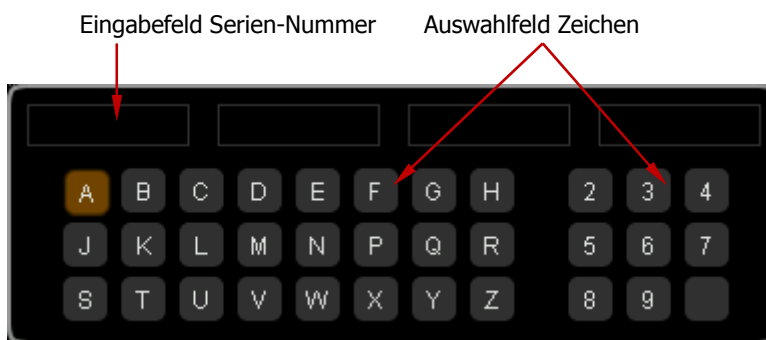 Eingabefeld Serien-Nummer Auswahlfeld Zeichen
A B C D E F G H 2 3 4
J K L M N P Q R 5 6 7
S T U V W X Y Z 8 9